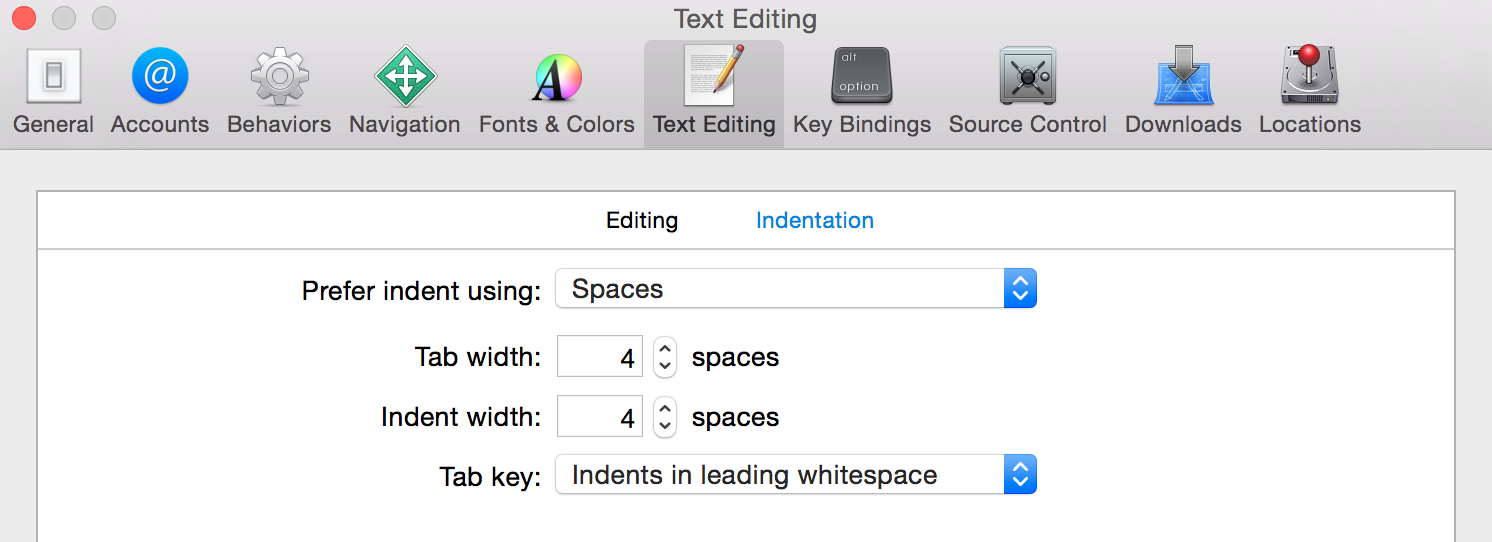 Text Editing
@
alt
option
General Accounts Behaviors Navigation Fonts & Colors Text Editing Key Bindings Source Control Downloads Locations
Editing Indentation
Prefer indent using: Spaces
Tab width: 4 spaces
Indent width: 4 spaces
Tab key: Indents in leading whitespace